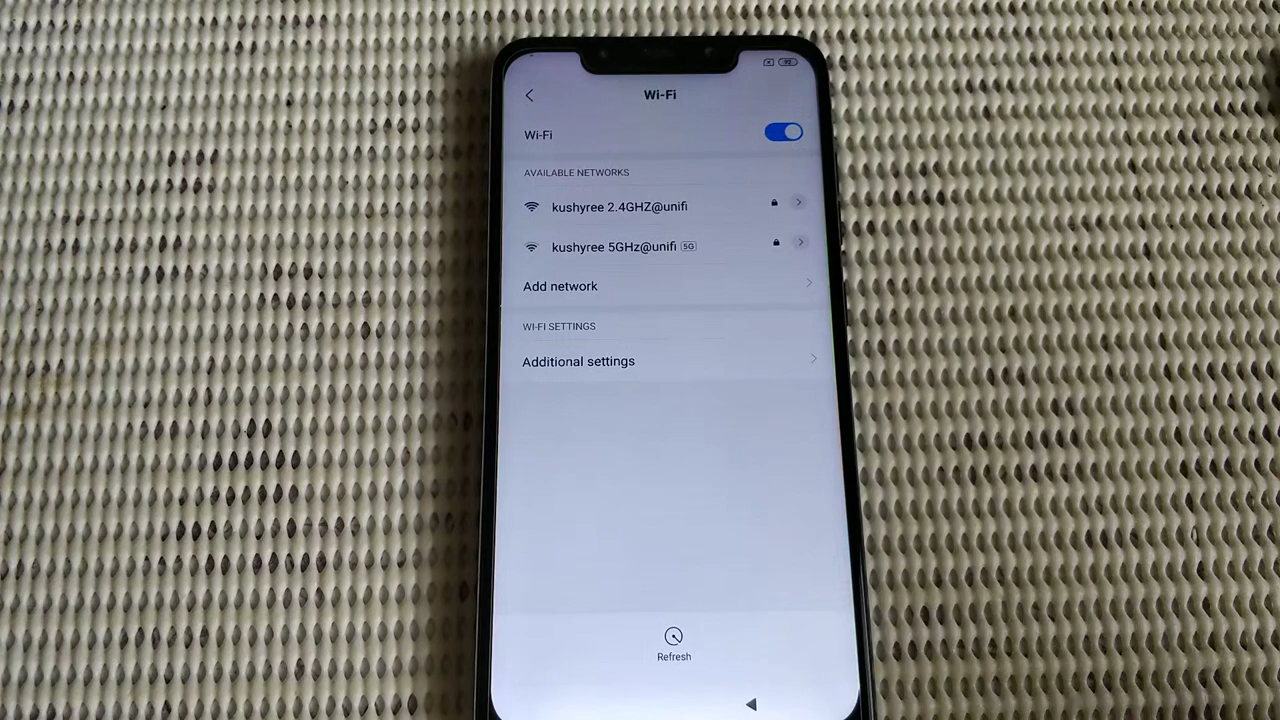 Wi-Fi
Wi-Fi
AVAILABLE NETWORKS
kushyree 2.4GHZ@unifi
kushyree 5GHz@unifi 5G
Add network
WI-FI SETTINGS
Additional settings
Refresh